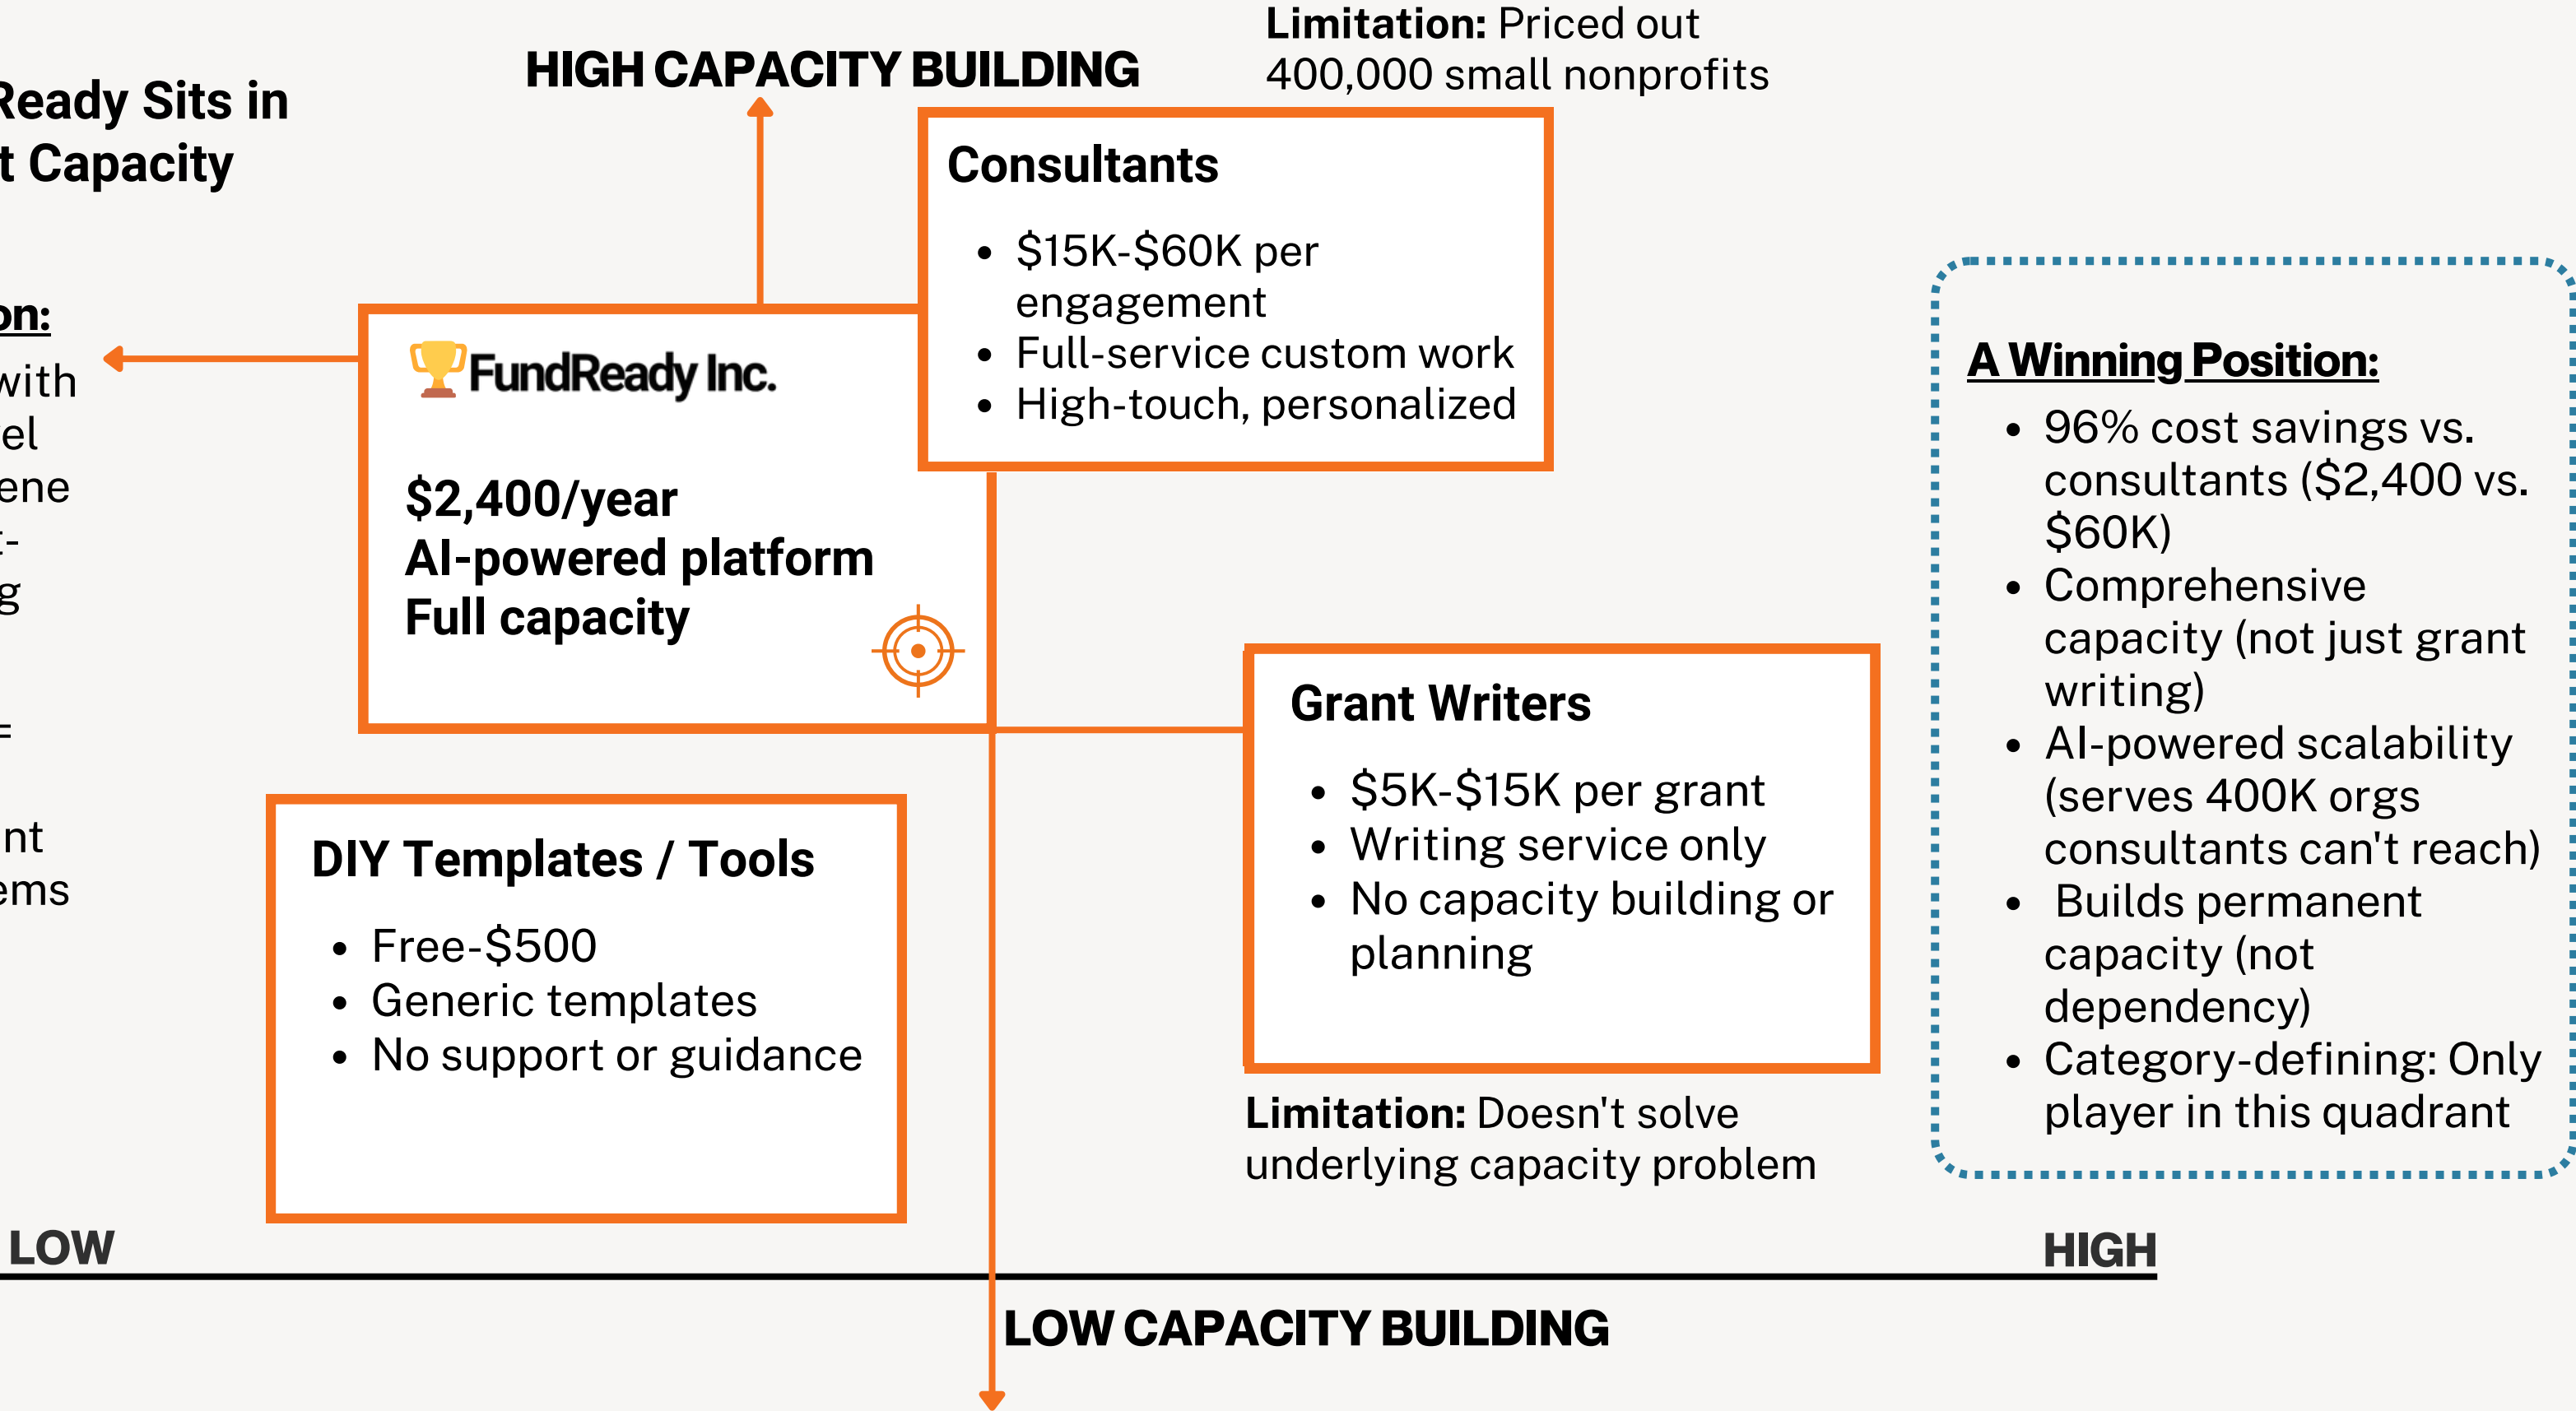 Limitation: Priced out
400,000 small nonprofits
HIGH CAPACITY BUILDING
Ready Sits in
t Capacity
Consultants
• $15K-$60K per
engagement
• Full-service custom work
• High-touch, personalized
on:
with
el
ene
t-
g
=
nt
ems
FundReady Inc.
$2,400/year
AI-powered platform
Full capacity
A Winning Position:
• 96% cost savings vs.
consultants ($2,400 vs.
$60K)
• Comprehensive
capacity (not just grant
writing)
• AI-powered scalability
(serves 400K orgs
consultants can't reach)
• Builds permanent
capacity (not
dependency)
• Category-defining: Only
player in this quadrant
Grant Writers
• $5K-$15K per grant
• Writing service only
• No capacity building or
planning
Limitation: Doesn't solve
underlying capacity problem
DIY Templates / Tools
• Free-$500
• Generic templates
• No support or guidance
LOW
HIGH
LOW CAPACITY BUILDING